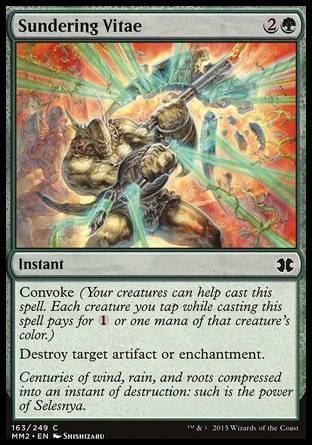 Sundering Vitae 2
Instant
Convoke (Your creatures can help cast this
spell. Each creature you tap while casting
this spell pays for 1 or one mana of that creature's
color.)
Destroy target artifact or enchantment.
Centuries of wind, rain, and roots compressed
into an instant of destruction: such is the power
of Selesnya.
163/249 C
MM2 • EN Shishizaru
™ & © 2015 Wizards of the Coast